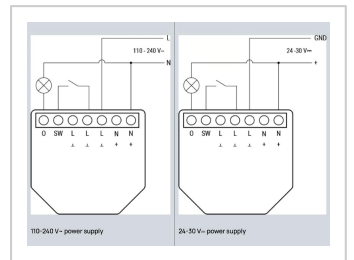 L
110 - 240 V~
N
O SW L L L N N
⊥ ⊥ ⊥ + +
110-240 V~ power supply
GND
24-30 V⎓
+
O SW L L L N N
⊥ ⊥ ⊥ + +
24-30 V⎓ power supply